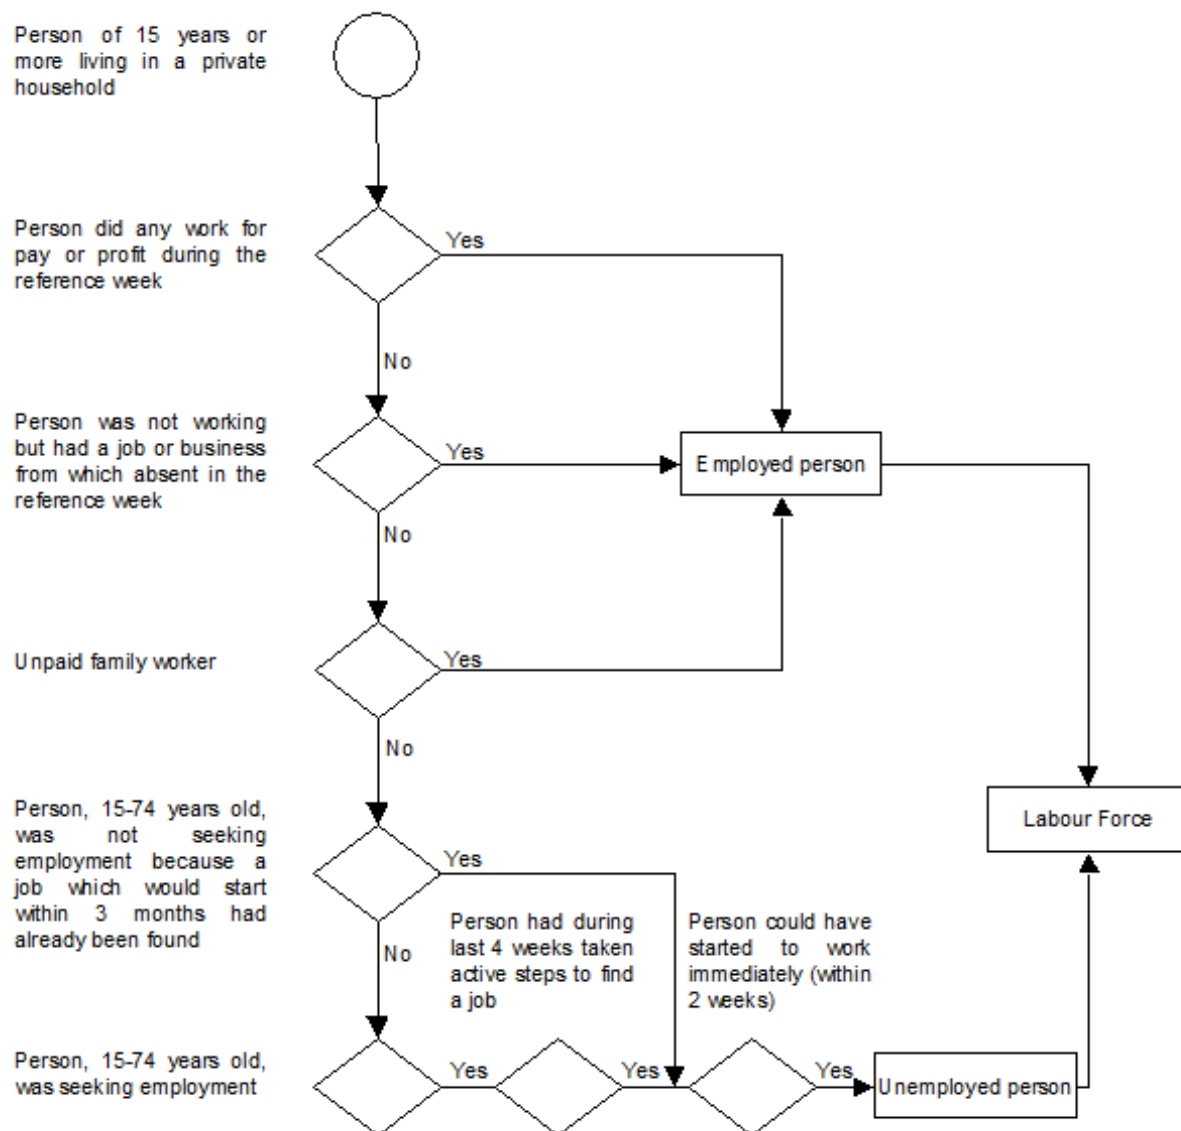 Person of 15 years or
more living in a private
household
Person did any work for
pay or profit during the
reference week
Yes
No
Person was not working
but had a job or business
from which absent in the
reference week
Yes
Employed person
No
Unpaid family worker
Yes
No
Person, 15-74 years old,
was not seeking
employment because a
job which would start
within 3 months had
already been found
Yes
Labour Force
No
Person had during
last 4 weeks taken
active steps to find
a job
Person could have
started to work
immediately (within
2 weeks)
Person, 15-74 years old,
was seeking employment
Yes
Yes
Yes
Unemployed person